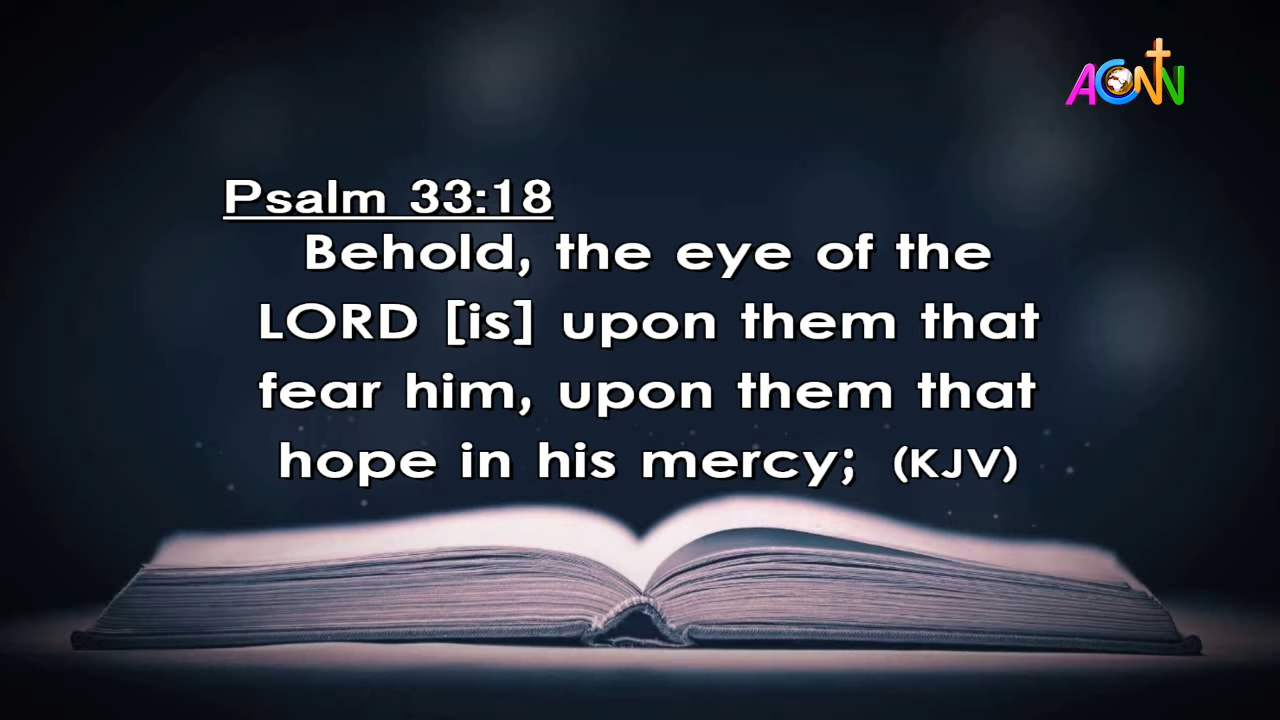 ACNN
Psalm 33:18
Behold, the eye of the
LORD [is] upon them that
fear him, upon them that
hope in his mercy; (KJV)